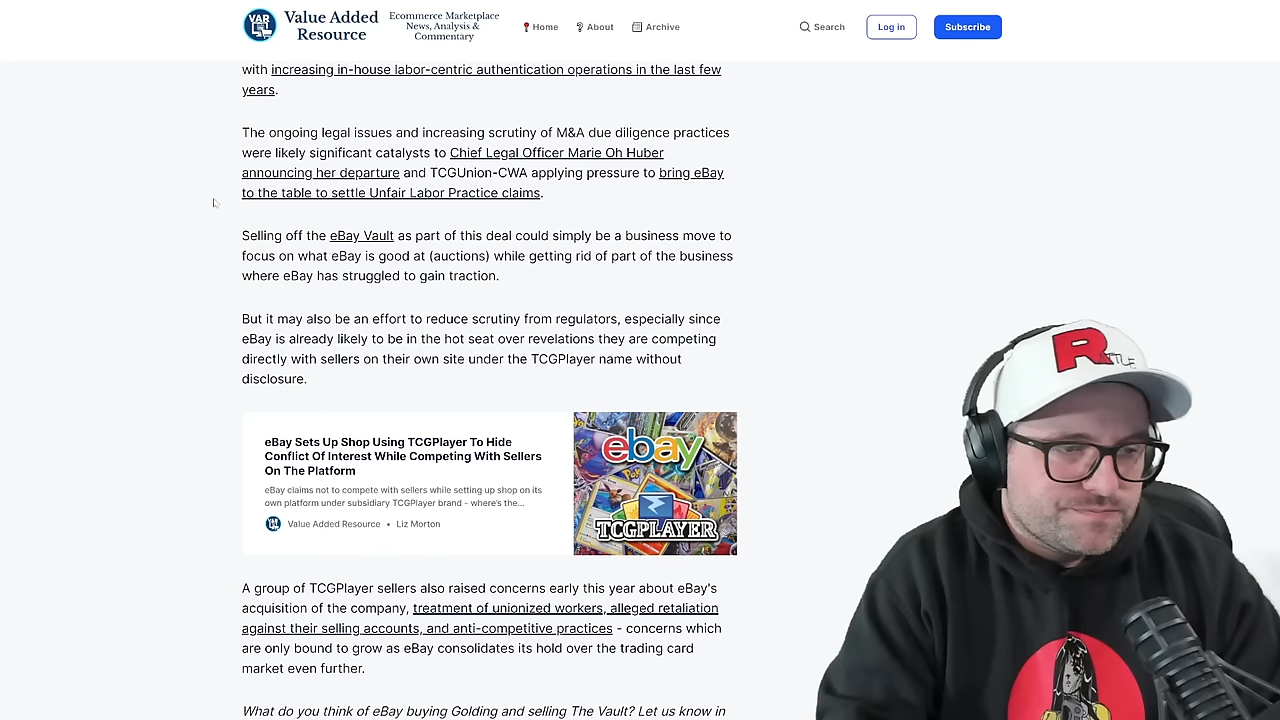 Value Added
Resource
Ecommerce Marketplace
News, Analysis &
Commentary
Home
About
Archive
Search
Log in
Subscribe
with increasing in-house labor-centric authentication operations in the last few
years.
The ongoing legal issues and increasing scrutiny of M&A due diligence practices
were likely significant catalysts to Chief Legal Officer Marie Oh Huber
announcing her departure and TCGUnion-CWA applying pressure to bring eBay
to the table to settle Unfair Labor Practice claims.
Selling off the eBay Vault as part of this deal could simply be a business move to
focus on what eBay is good at (auctions) while getting rid of part of the business
where eBay has struggled to gain traction.
But it may also be an effort to reduce scrutiny from regulators, especially since
eBay is already likely to be in the hot seat over revelations they are competing
directly with sellers on their own site under the TCGPlayer name without
disclosure.
eBay Sets Up Shop Using TCGPlayer To Hide
Conflict Of Interest While Competing With Sellers
On The Platform
eBay claims not to compete with sellers while setting up shop on its
own platform under subsidiary TCGPlayer brand - where's the...
Value Added Resource • Liz Morton
ebay
TCGPLAYER
A group of TCGPlayer sellers also raised concerns early this year about eBay's
acquisition of the company, treatment of unionized workers, alleged retaliation
against their selling accounts, and anti-competitive practices - concerns which
are only bound to grow as eBay consolidates its hold over the trading card
market even further.
What do you think of eBay buying Golding and selling The Vault? Let us know in
R